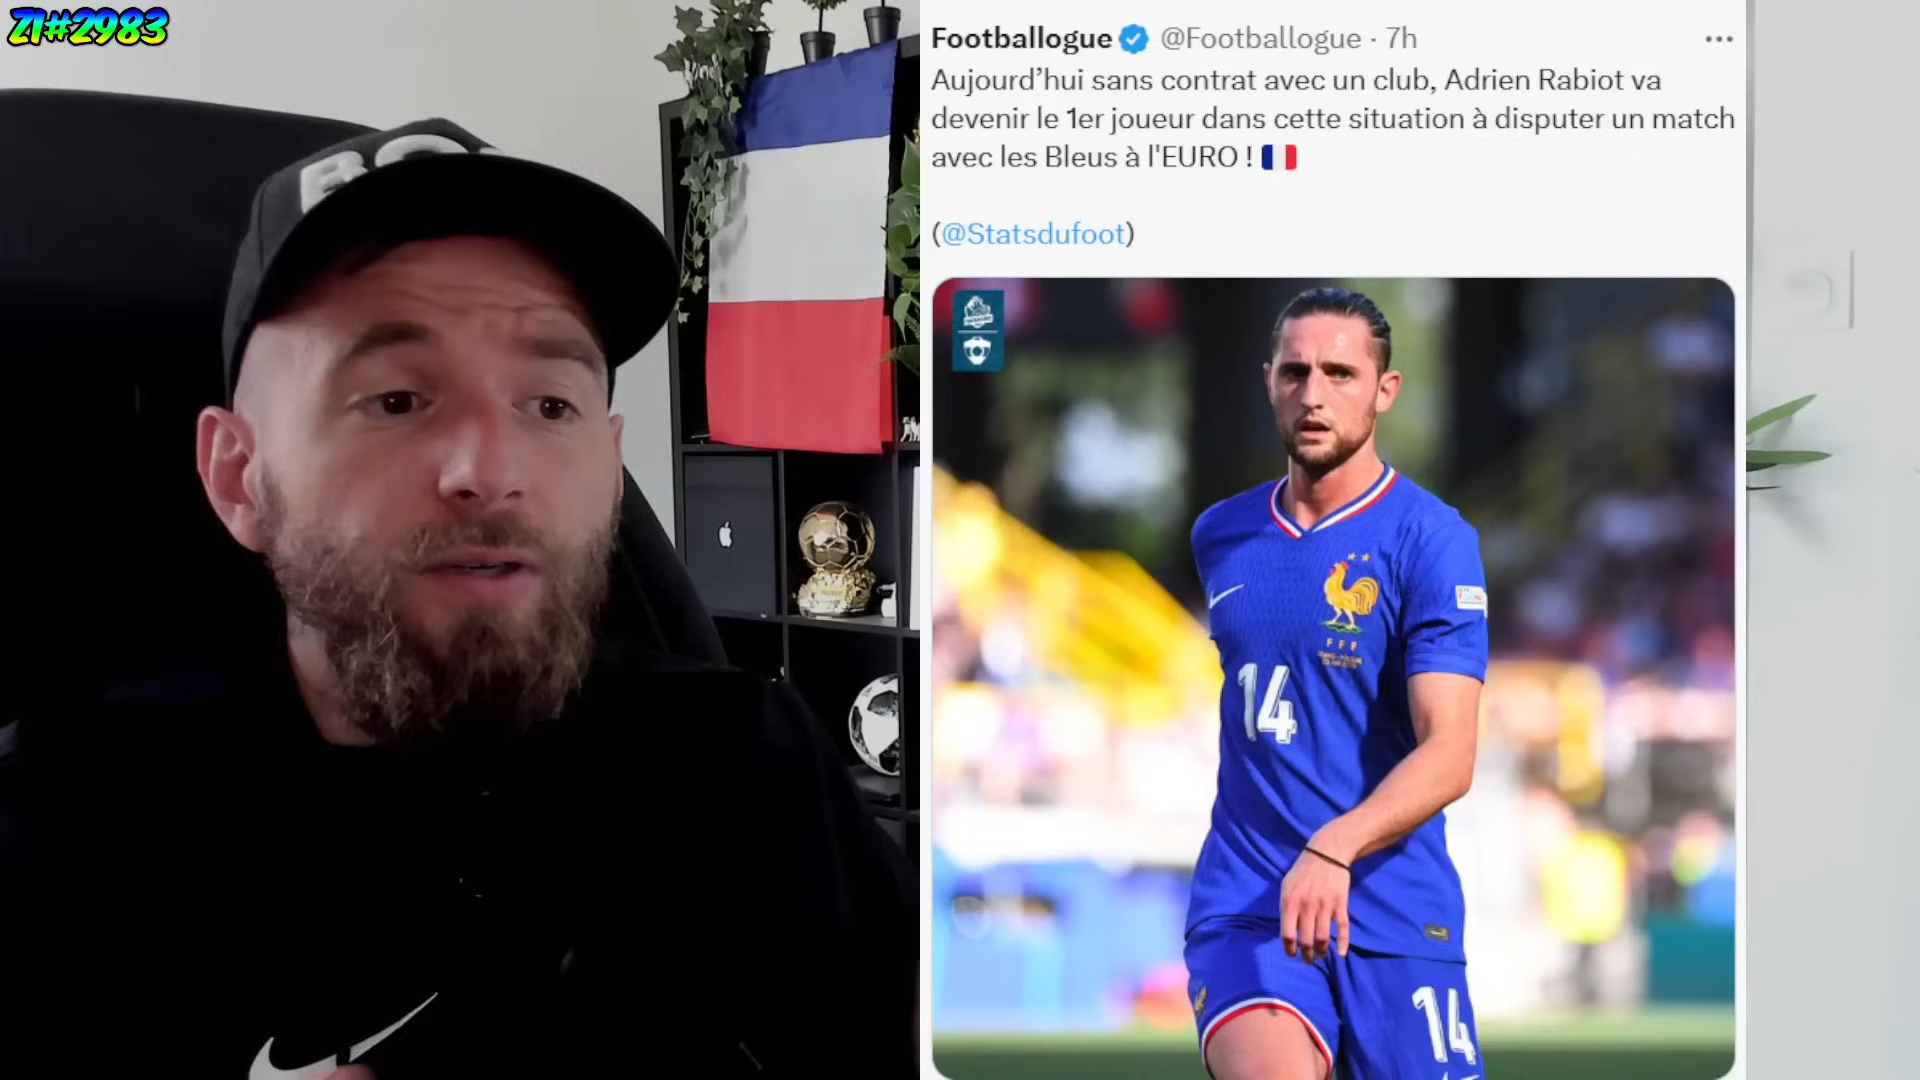 ZI#2983
Footballogue @Footballogue · 7h
Aujourd’hui sans contrat avec un club, Adrien Rabiot va
devenir le 1er joueur dans cette situation à disputer un match
avec les Bleus à l'EURO !
(@Statsdufoot)
FFF
14
14